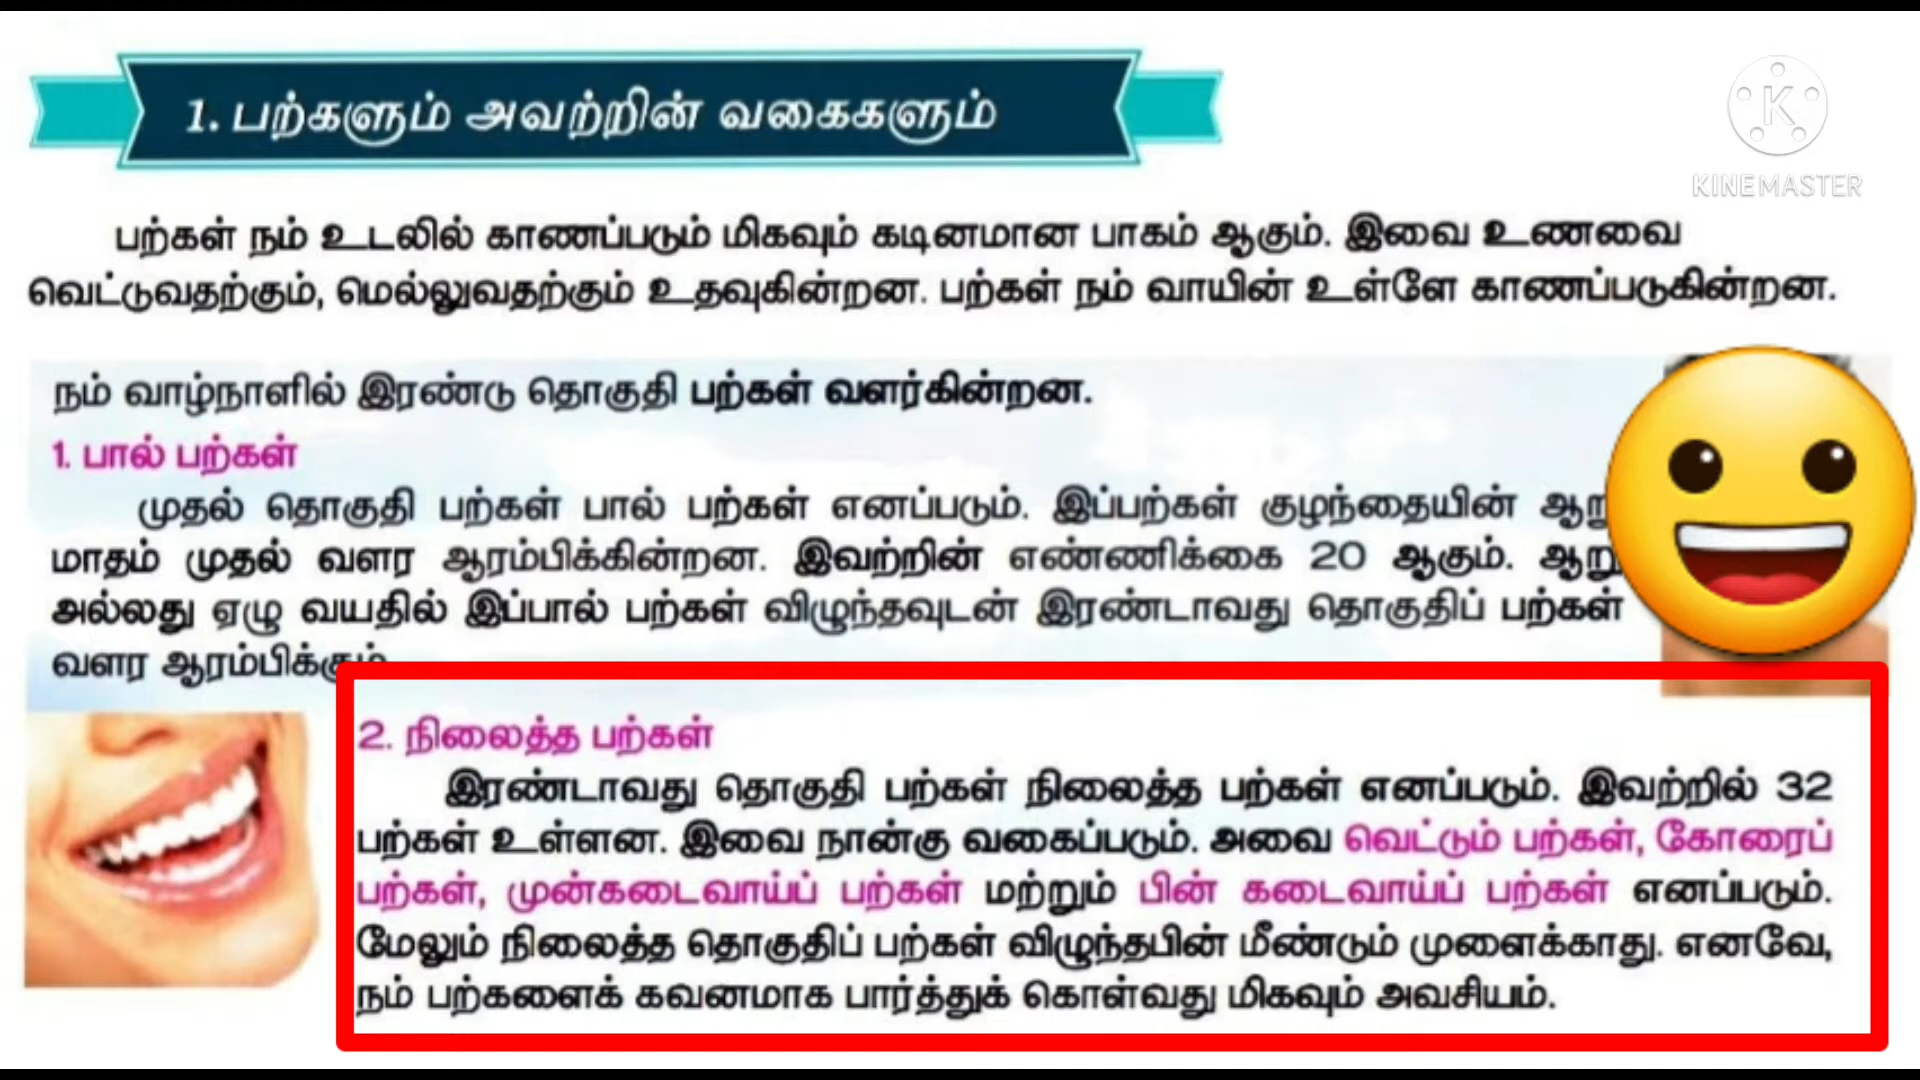 1. பற்களும் அவற்றின் வகைகளும்
KINEMASTER
பற்கள் நம் உடலில் காணப்படும் மிகவும் கடினமான பாகம் ஆகும். இவை உணவை
வெட்டுவதற்கும், மெல்லுவதற்கும் உதவுகின்றன. பற்கள் நம் வாயின் உள்ளே காணப்படுகின்றன.
நம் வாழ்நாளில் இரண்டு தொகுதி பற்கள் வளர்கின்றன.
1. பால் பற்கள்
முதல் தொகுதி பற்கள் பால் பற்கள் எனப்படும். இப்பற்கள் குழந்தையின் ஆறு
மாதம் முதல் வளர ஆரம்பிக்கின்றன. இவற்றின் எண்ணிக்கை 20 ஆகும். ஆறு
அல்லது ஏழு வயதில் இப்பால் பற்கள் விழுந்தவுடன் இரண்டாவது தொகுதிப் பற்கள்
வளர ஆரம்பிக்கும்
2. நிலைத்த பற்கள்
இரண்டாவது தொகுதி பற்கள் நிலைத்த பற்கள் எனப்படும். இவற்றில் 32
பற்கள் உள்ளன. இவை நான்கு வகைப்படும். அவை வெட்டும் பற்கள், கோரைப்
பற்கள், முன்கடைவாய்ப் பற்கள் மற்றும் பின் கடைவாய்ப் பற்கள் எனப்படும்.
மேலும் நிலைத்த தொகுதிப் பற்கள் விழுந்தபின் மீண்டும் முளைக்காது. எனவே,
நம் பற்களைக் கவனமாக பார்த்துக் கொள்வது மிகவும் அவசியம்.